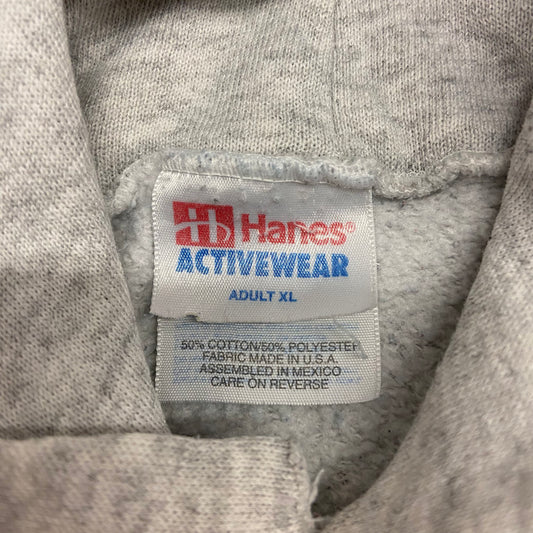 Hanes®
ACTIVEWEAR
ADULT XL
50% COTTON/50% POLYESTER
FABRIC MADE IN U.S.A.
ASSEMBLED IN MEXICO
CARE ON REVERSE